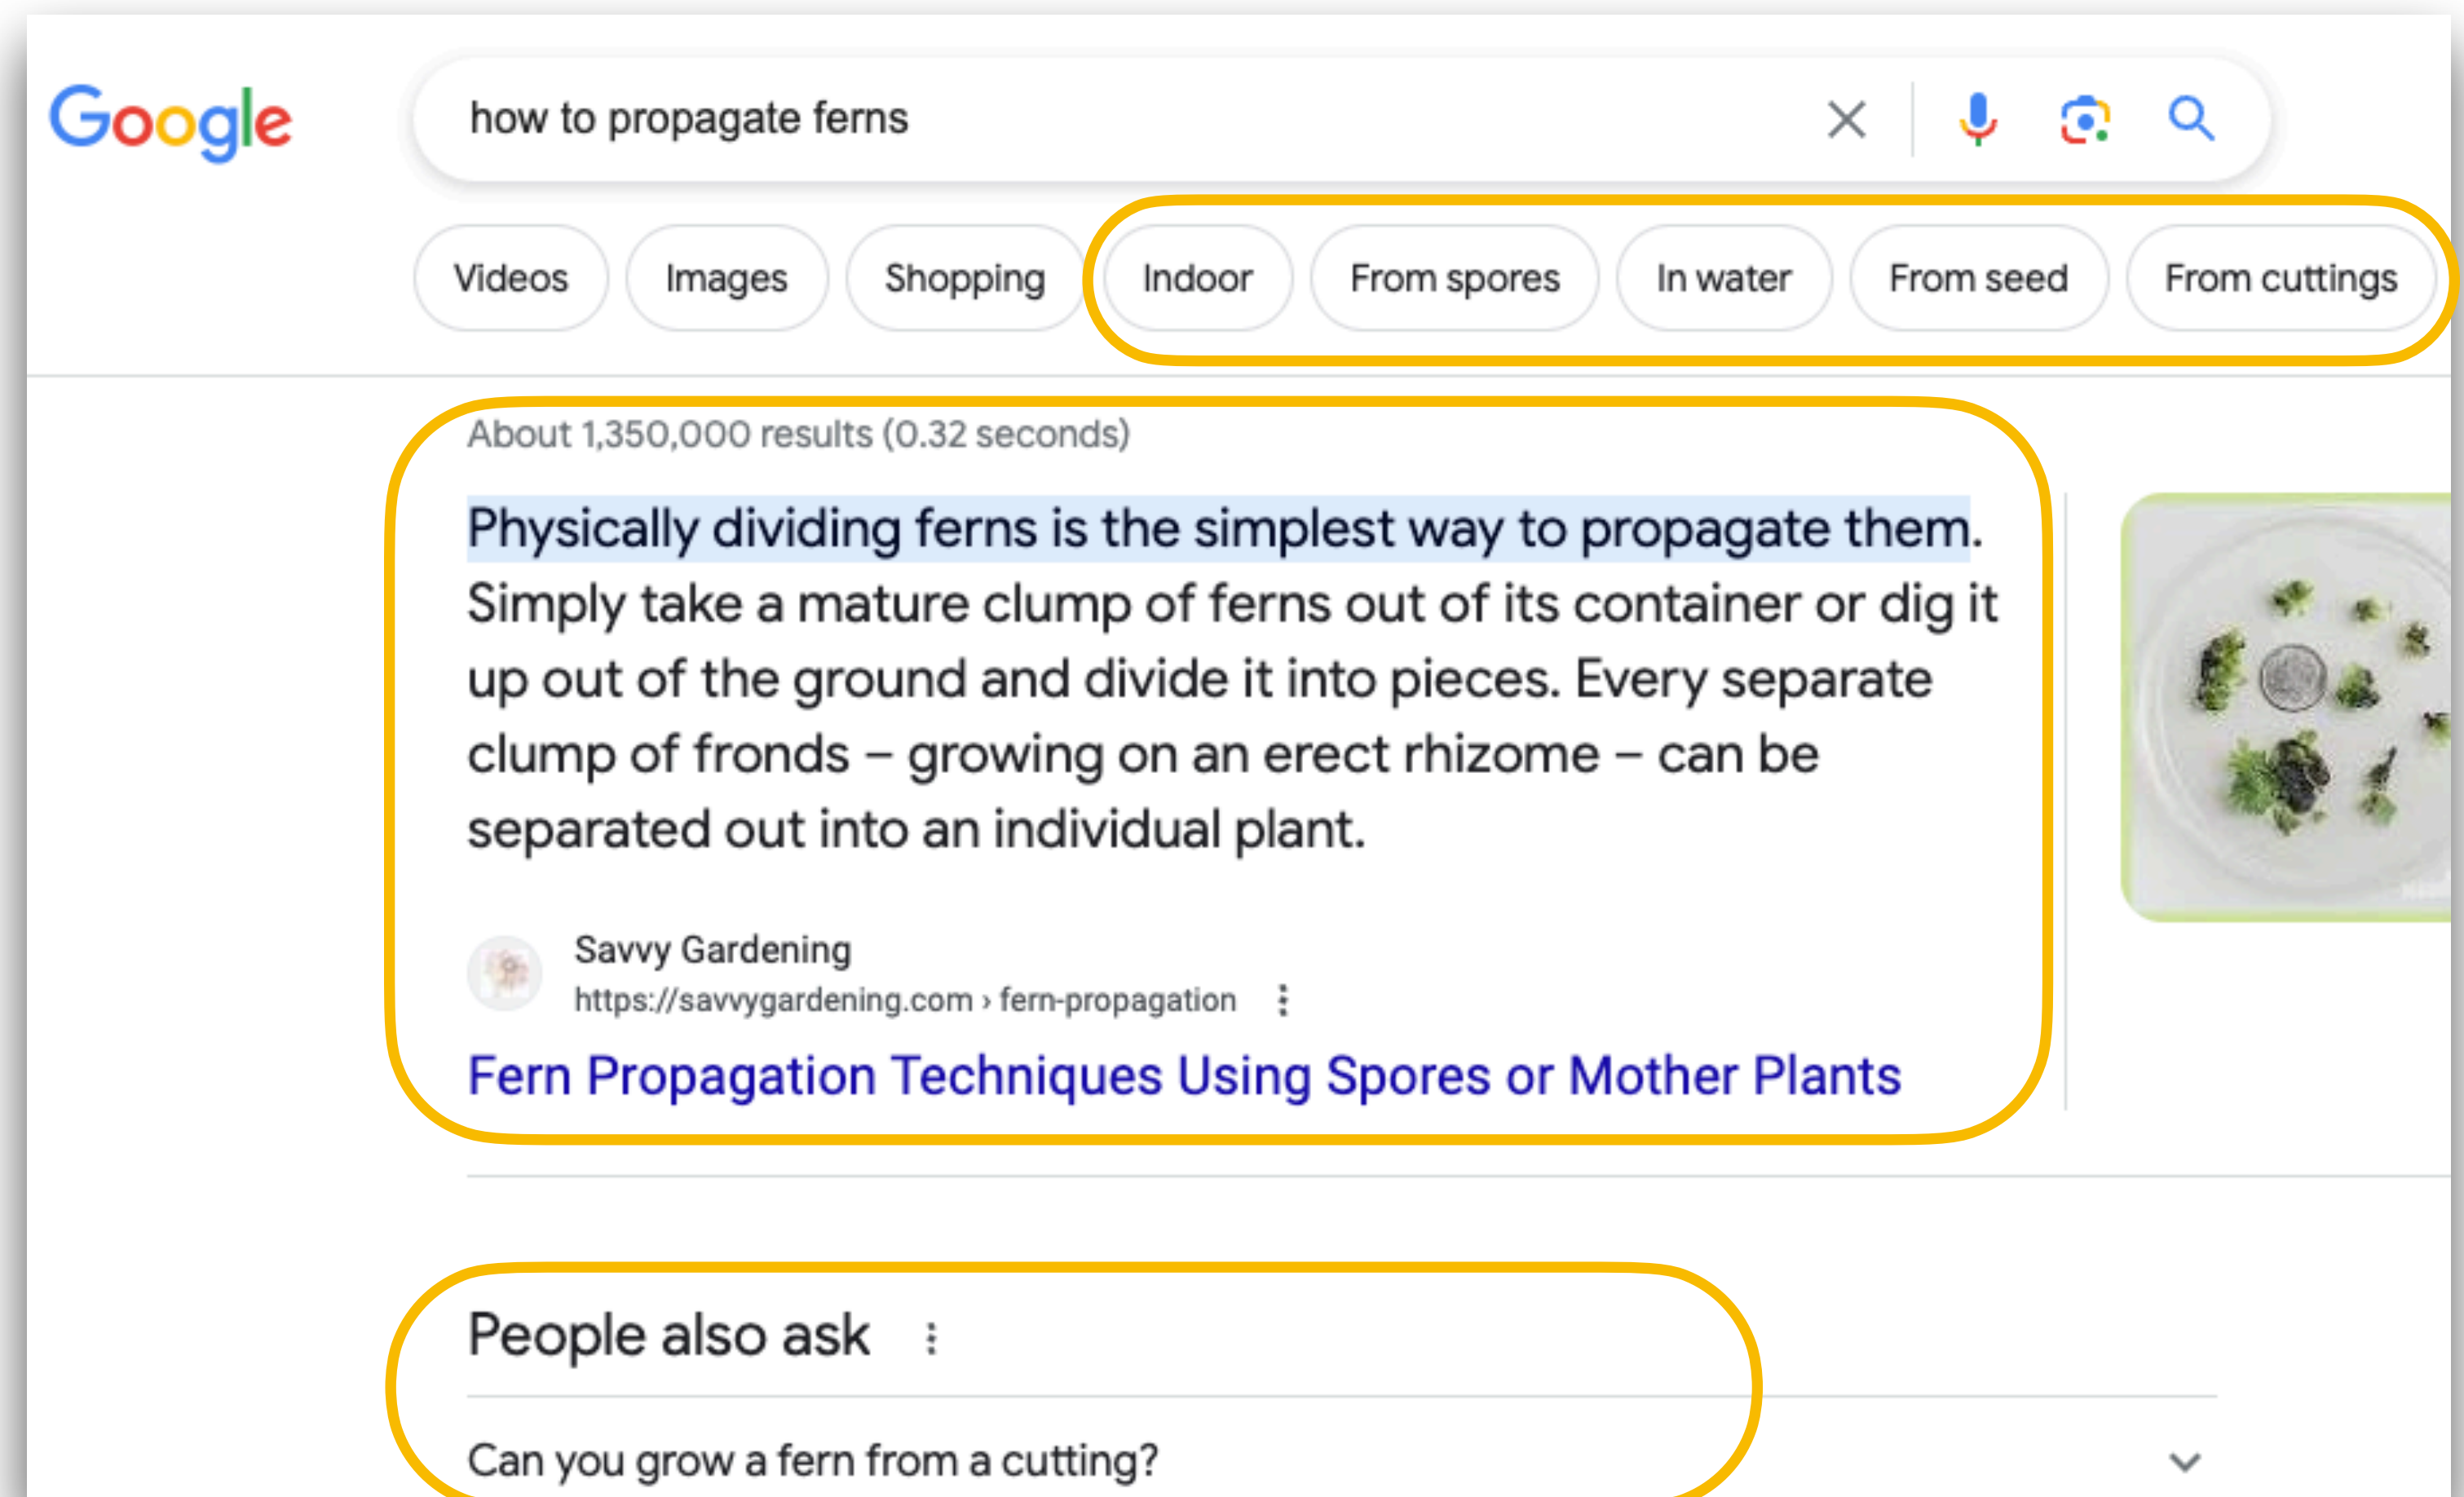 Google
how to propagate ferns
Videos Images Shopping Indoor From spores In water From seed From cuttings
About 1,350,000 results (0.32 seconds)
Physically dividing ferns is the simplest way to propagate them.
Simply take a mature clump of ferns out of its container or dig it
up out of the ground and divide it into pieces. Every separate
clump of fronds – growing on an erect rhizome – can be
separated out into an individual plant.
Savvy Gardening
https://savvygardening.com › fern-propagation
Fern Propagation Techniques Using Spores or Mother Plants
People also ask
Can you grow a fern from a cutting?